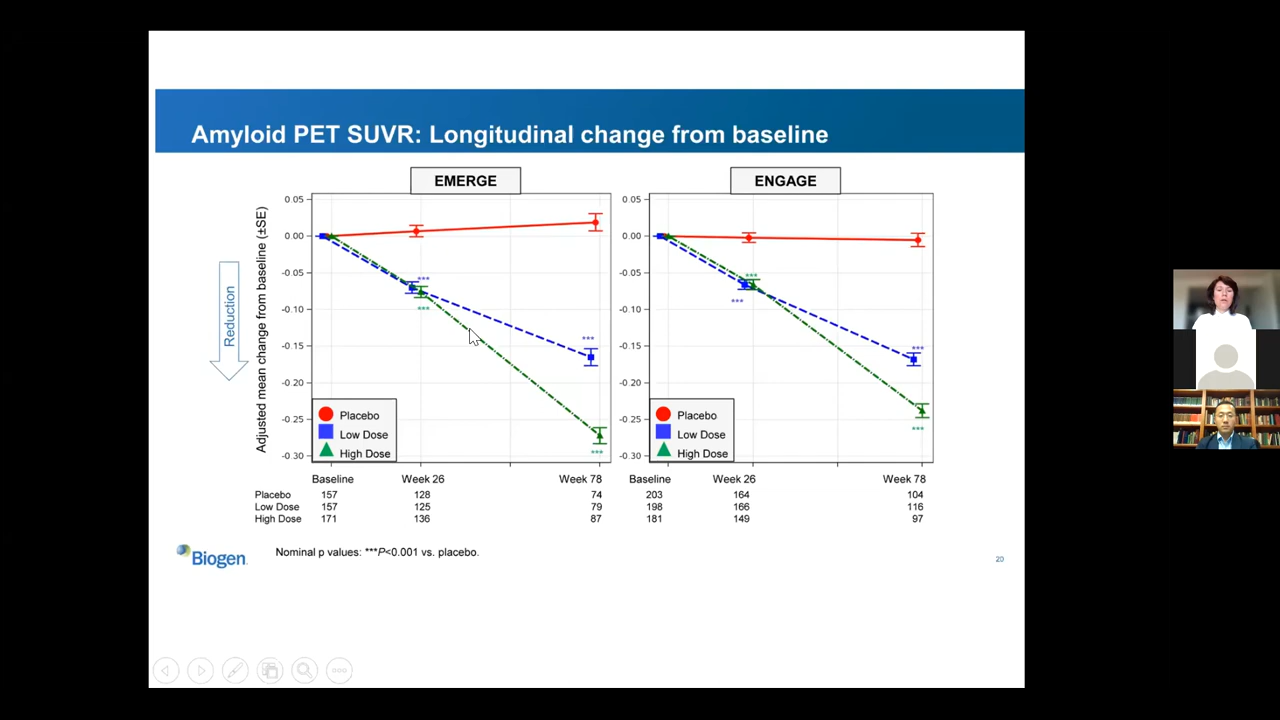 Amyloid PET SUVR: Longitudinal change from baseline
EMERGE
ENGAGE
Adjusted mean change from baseline (±SE)
Reduction
0.05
0.00
-0.05
-0.10
-0.15
-0.20
-0.25
-0.30
***
***
***
***
Placebo
Low Dose
High Dose
0.05
0.00
-0.05
-0.10
-0.15
-0.20
-0.25
-0.30
***
***
***
***
Placebo
Low Dose
High Dose
Baseline Week 26 Week 78 Baseline Week 26 Week 78
Placebo 157 128 74 203 164 104
Low Dose 157 125 79 198 166 116
High Dose 171 136 87 181 149 97
Biogen
Nominal p values: ***P<0.001 vs. placebo.
20